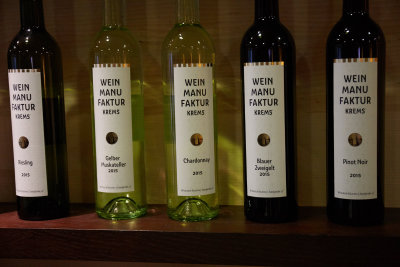 WEIN
MANU
FAKTUR
KREMS
Riesling
2015
WEIN
MANU
FAKTUR
KREMS
Gelber
Muskateller
2015
WEIN
MANU
FAKTUR
KREMS
Chardonnay
2015
WEIN
MANU
FAKTUR
KREMS
Blauer
Zweigelt
2015
WEIN
MANU
FAKTUR
KREMS
Pinot Noir
2015